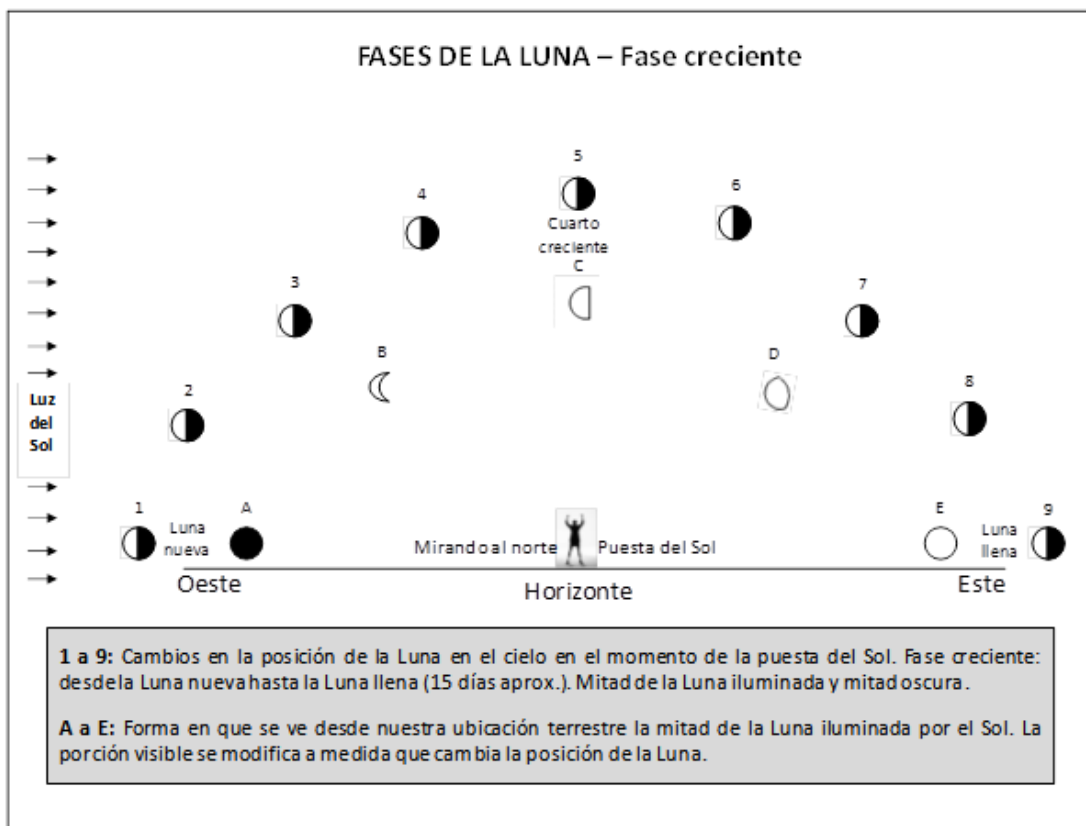 FASES DE LA LUNA – Fase creciente
5
4
6
Cuarto
creciente
C
3
7
B
D
2
8
Luz
del
Sol
1
Luna
nueva
A
Mirando al norte
Puesta del Sol
E
Luna
llena
9
Oeste
Horizonte
Este
1 a 9: Cambios en la posición de la Luna en el cielo en el momento de la puesta del Sol. Fase creciente:
desde la Luna nueva hasta la Luna llena (15 días aprox.). Mitad de la Luna iluminada y mitad oscura.
A a E: Forma en que se ve desde nuestra ubicación terrestre la mitad de la Luna iluminada por el Sol. La
porción visible se modifica a medida que cambia la posición de la Luna.